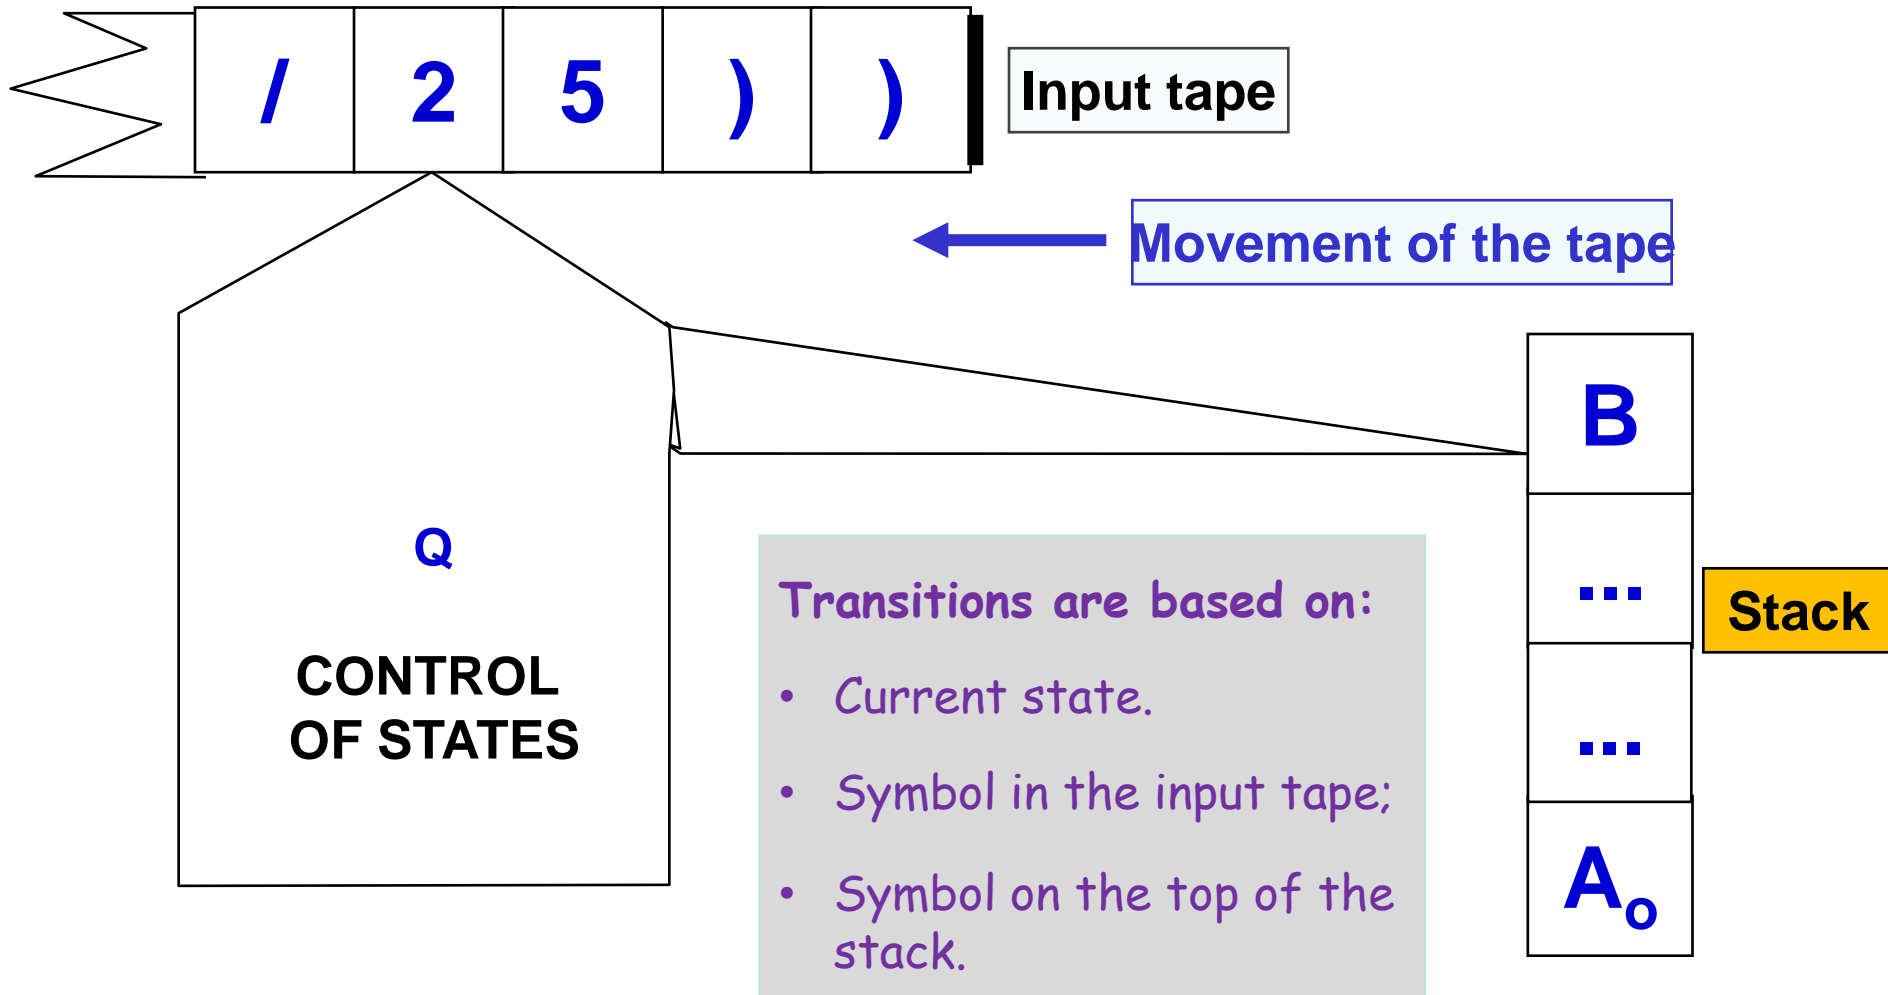 / 2 5 ) )
Input tape
Movement of the tape
B
...
...
Aₒ
Stack
Q
CONTROL
OF STATES
Transitions are based on:
• Current state.
• Symbol in the input tape;
• Symbol on the top of the
stack.